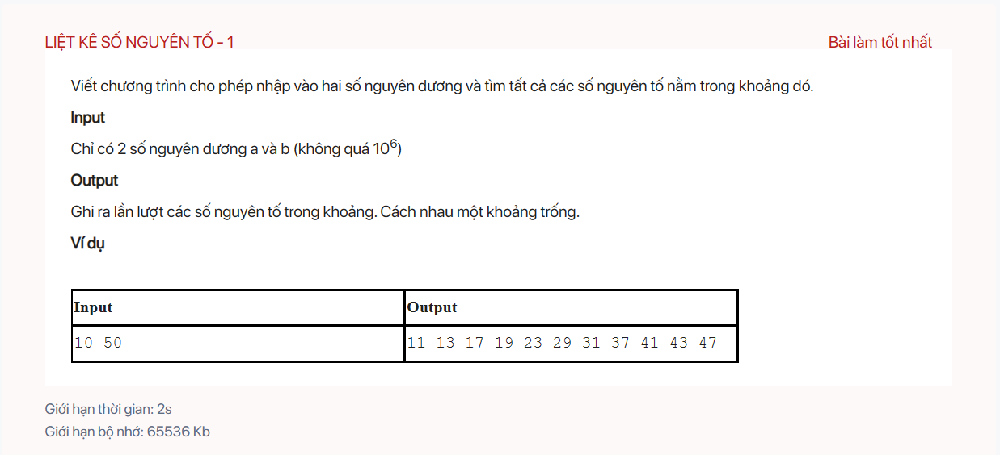 LIỆT KÊ SỐ NGUYÊN TỐ - 1 Bài làm tốt nhất
Viết chương trình cho phép nhập vào hai số nguyên dương và tìm tất cả các số nguyên tố nằm trong khoảng đó.
Input
Chỉ có 2 số nguyên dương a và b (không quá 10⁶)
Output
Ghi ra lần lượt các số nguyên tố trong khoảng. Cách nhau một khoảng trống.
Ví dụ
Input Output
10 50 11 13 17 19 23 29 31 37 41 43 47
Giới hạn thời gian: 2s
Giới hạn bộ nhớ: 65536 Kb